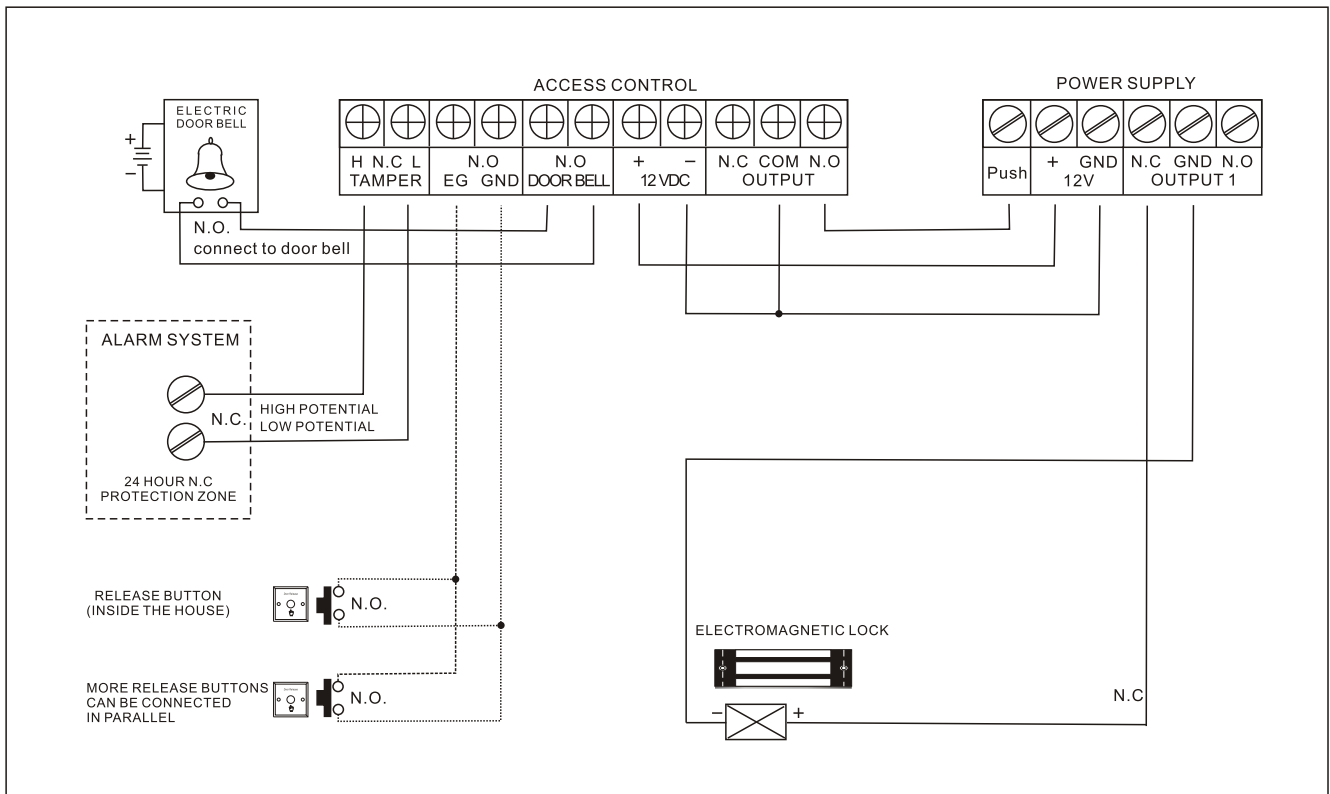 ACCESS CONTROL
POWER SUPPLY
ELECTRIC
DOOR BELL
+
−
N.O.
connect to door bell
H N.C L
TAMPER
N.O
EG GND
N.O
DOOR BELL
+ −
12 VDC
N.C COM N.O
OUTPUT
Push
+ GND
12V
N.C GND N.O
OUTPUT 1
ALARM SYSTEM
N.C.
HIGH POTENTIAL
LOW POTENTIAL
24 HOUR N.C
PROTECTION ZONE
RELEASE BUTTON
(INSIDE THE HOUSE)
N.O.
MORE RELEASE BUTTONS
CAN BE CONNECTED
IN PARALLEL
N.O.
ELECTROMAGNETIC LOCK
− +
N.C